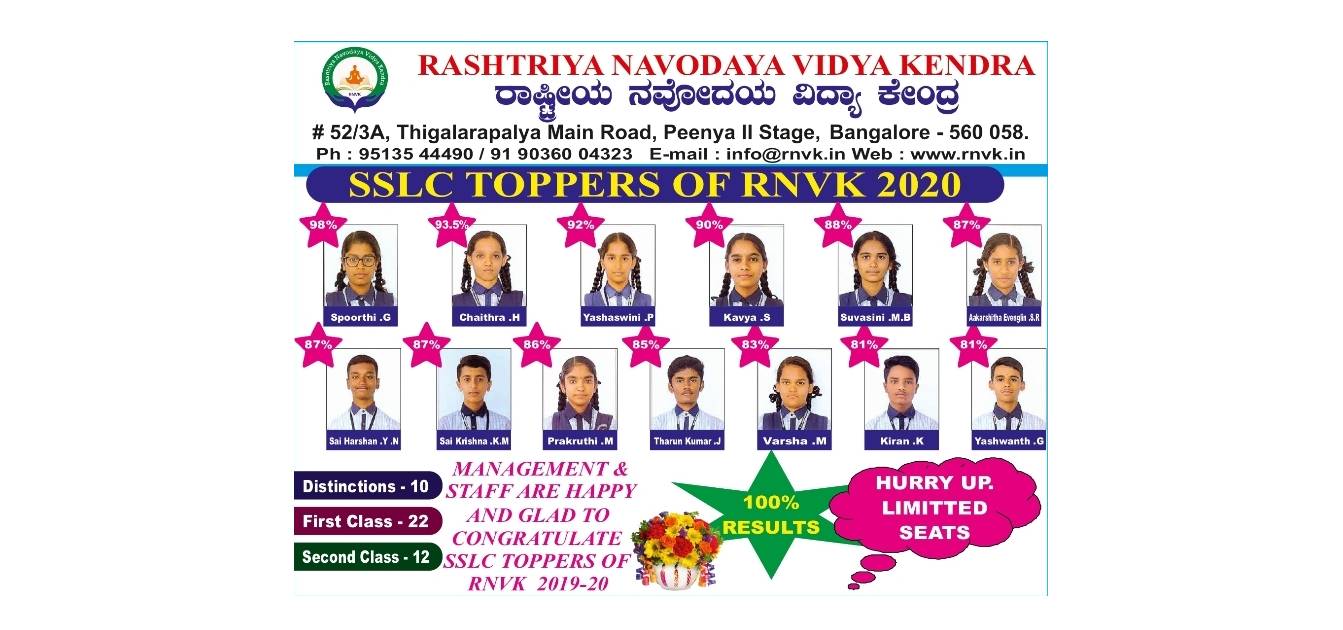 Rashtriya Navodaya Vidya Kendra
RNVK
RASHTRIYA NAVODAYA VIDYA KENDRA
ರಾಷ್ಟ್ರೀಯ ನವೋದಯ ವಿದ್ಯಾ ಕೇಂದ್ರ
# 52/3A, Thigalarapalya Main Road, Peenya II Stage, Bangalore - 560 058.
Ph : 95135 44490 / 91 90360 04323 E-mail : info@rnvk.in Web : www.rnvk.in
SSLC TOPPERS OF RNVK 2020
98% 93.5% 92% 90% 88% 87%
Spoorthi .G Chaithra .H Yashaswini .P Kavya .S Suvasini .M.B Aakarshitha Evenglin .S.R
87% 87% 86% 85% 83% 81% 81%
Sai Harshan .Y .N Sai Krishna .K.M Prakruthi .M Tharun Kumar .J Varsha .M Kiran .K Yashwanth .G
Distinctions - 10
First Class - 22
Second Class - 12
MANAGEMENT &
STAFF ARE HAPPY
AND GLAD TO
CONGRATULATE
SSLC TOPPERS OF
RNVK 2019-20
100%
RESULTS
HURRY UP.
LIMITTED
SEATS